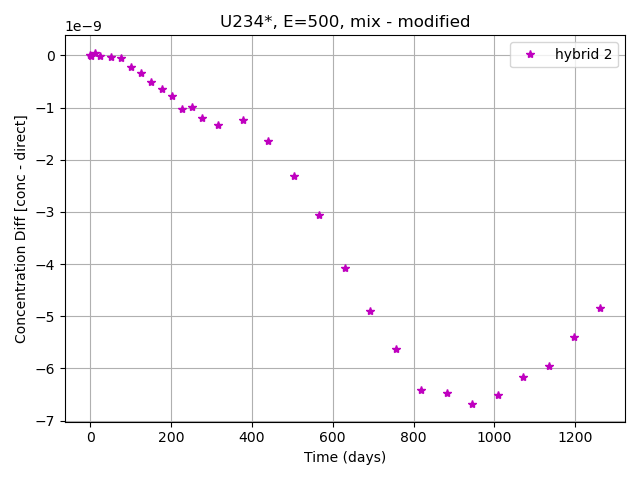 U234*, E=500, mix - modified
1e−9
hybrid 2
0
−1
−2
−3
−4
−5
−6
−7
Concentration Diff [conc - direct]
0 200 400 600 800 1000 1200
Time (days)